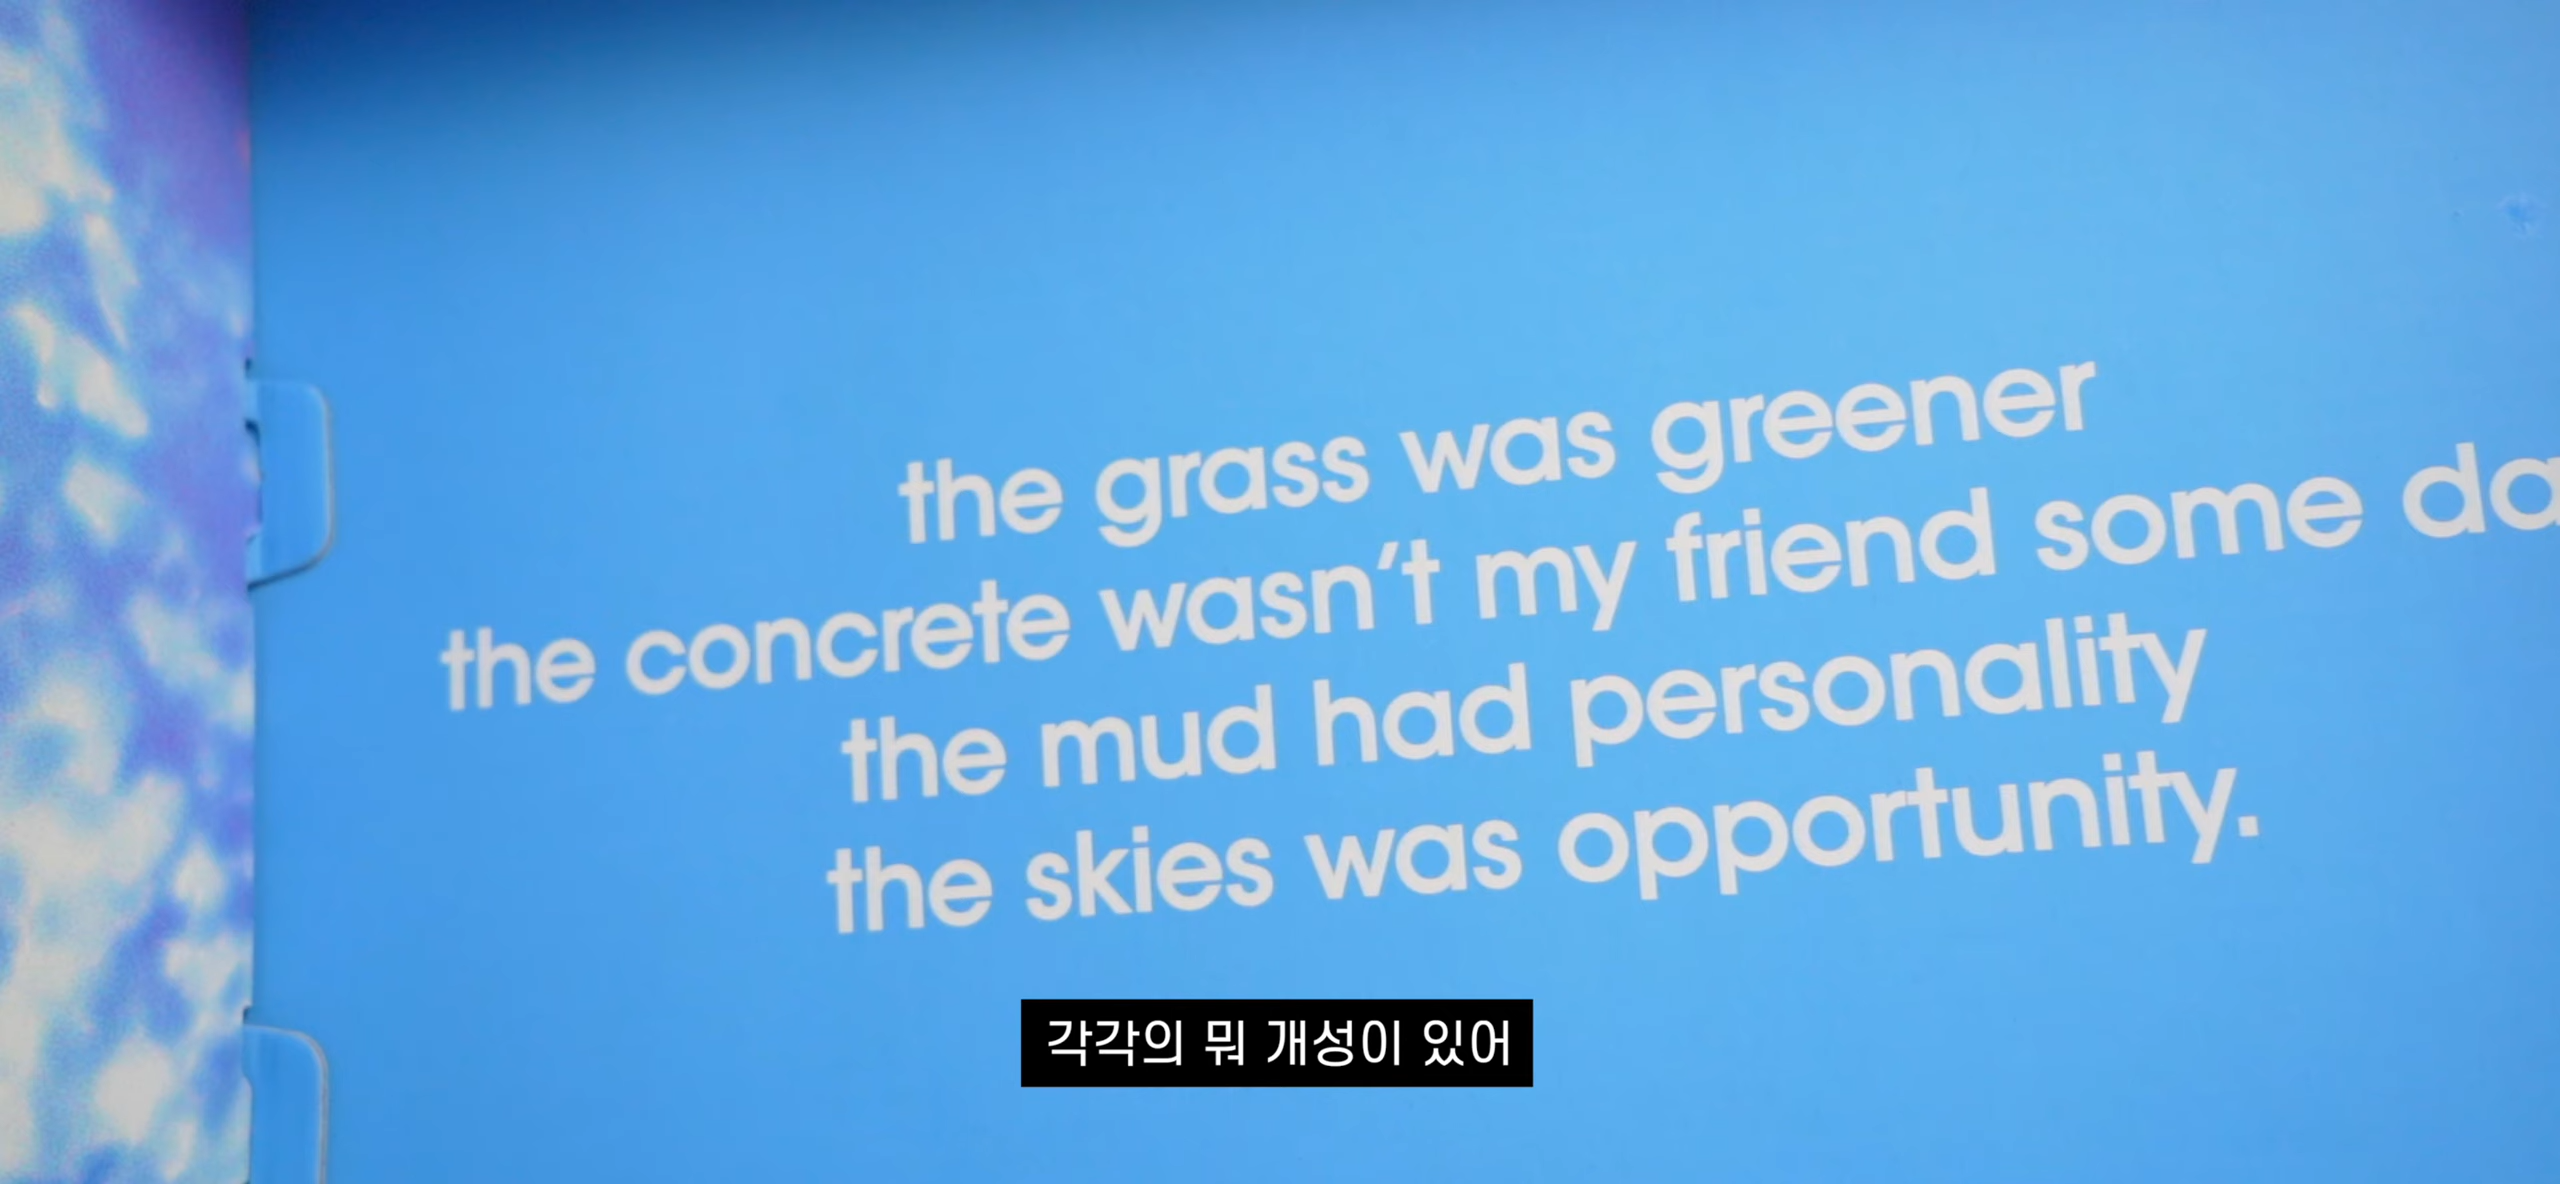 the grass was greener
the concrete wasn't my friend some da
the mud had personality
the skies was opportunity.
각각의 뭐 개성이 있어